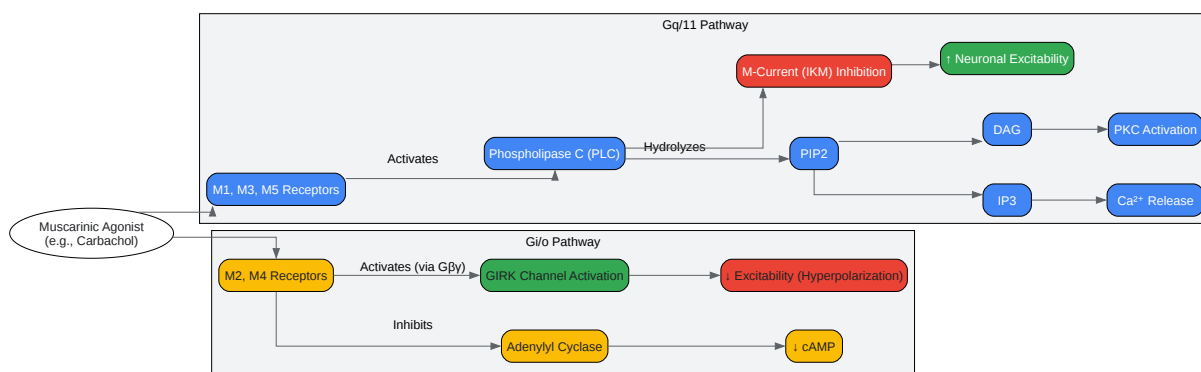 Gq/11 Pathway
M-Current (IKM) Inhibition
↑ Neuronal Excitability
Phospholipase C (PLC)
Hydrolyzes
PIP2
DAG
PKC Activation
Activates
M1, M3, M5 Receptors
IP3
Ca²⁺ Release
Muscarinic Agonist
(e.g., Carbachol)
Gi/o Pathway
M2, M4 Receptors
Activates (via Gβγ)
GIRK Channel Activation
↓ Excitability (Hyperpolarization)
Inhibits
Adenylyl Cyclase
↓ cAMP